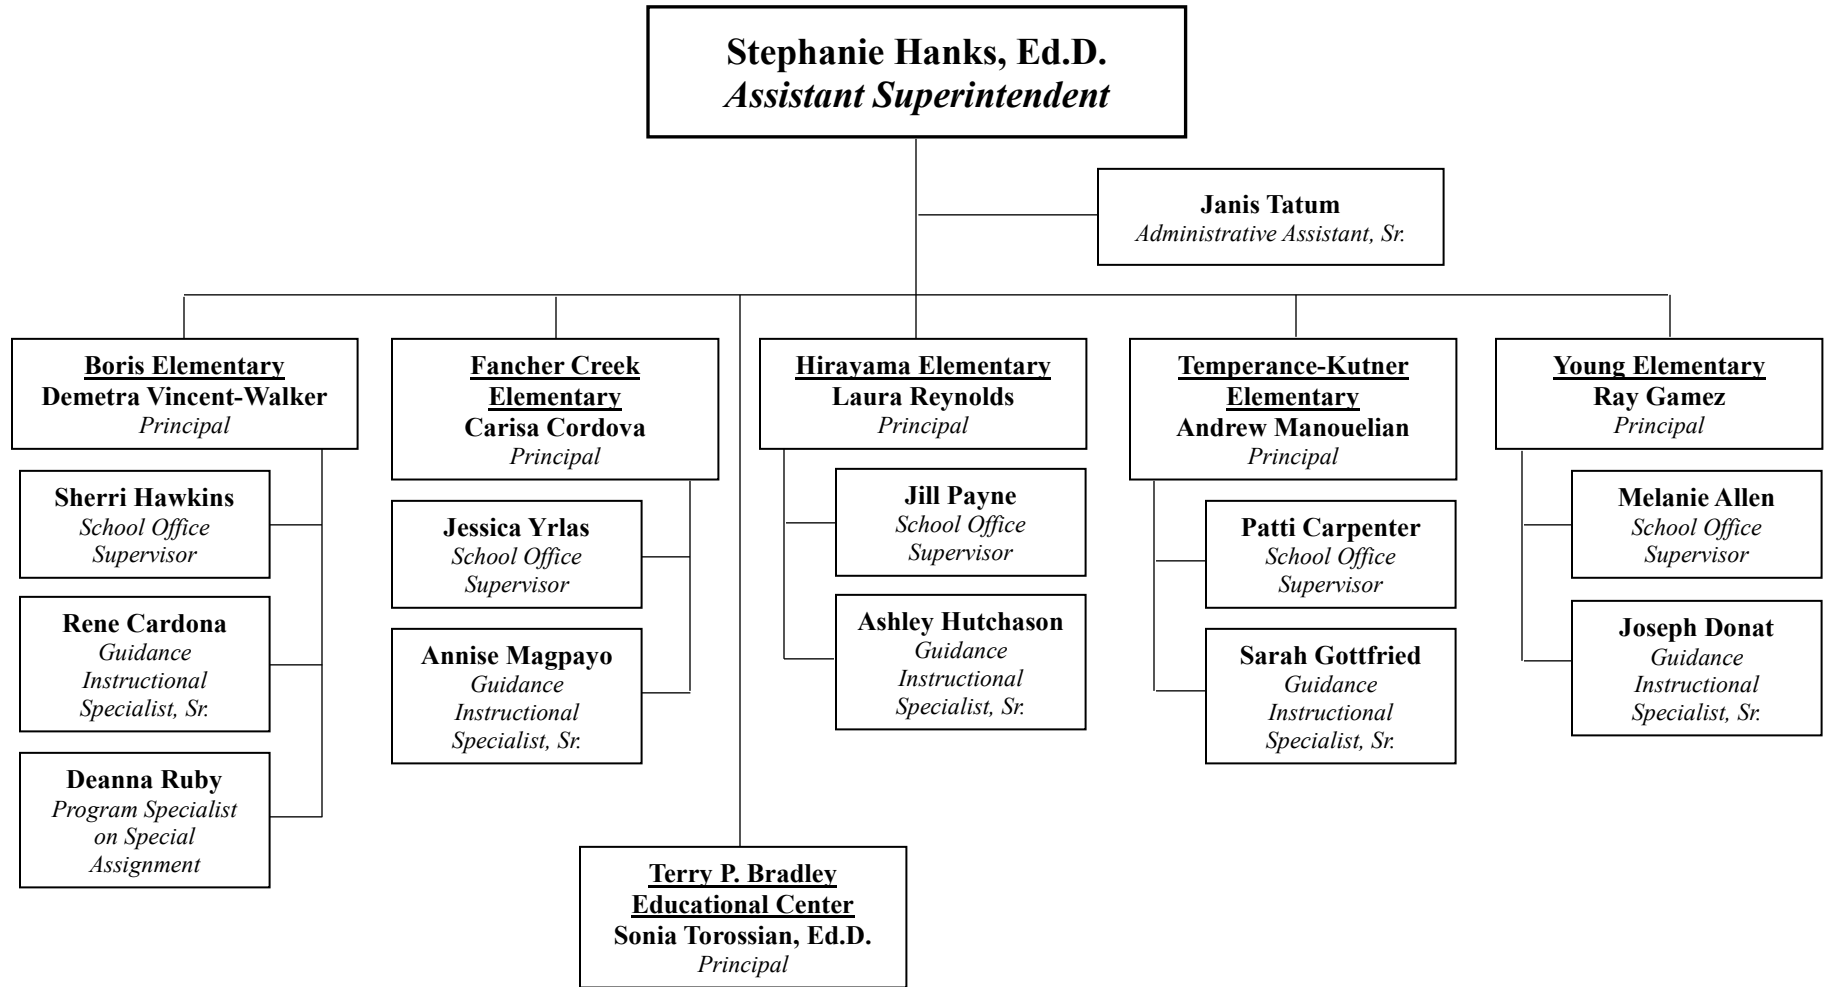 Stephanie Hanks, Ed.D.
Assistant Superintendent
Janis Tatum
Administrative Assistant, Sr.
Boris Elementary
Demetra Vincent-Walker
Principal
Sherri Hawkins
School Office
Supervisor
Rene Cardona
Guidance
Instructional
Specialist, Sr.
Deanna Ruby
Program Specialist
on Special
Assignment
Fancher Creek
Elementary
Carisa Cordova
Principal
Jessica Yrlas
School Office
Supervisor
Annise Magpayo
Guidance
Instructional
Specialist, Sr.
Terry P. Bradley
Educational Center
Sonia Torossian, Ed.D.
Principal
Hirayama Elementary
Laura Reynolds
Principal
Jill Payne
School Office
Supervisor
Ashley Hutchason
Guidance
Instructional
Specialist, Sr.
Temperance-Kutner
Elementary
Andrew Manouelian
Principal
Patti Carpenter
School Office
Supervisor
Sarah Gottfried
Guidance
Instructional
Specialist, Sr.
Young Elementary
Ray Gamez
Principal
Melanie Allen
School Office
Supervisor
Joseph Donat
Guidance
Instructional
Specialist, Sr.